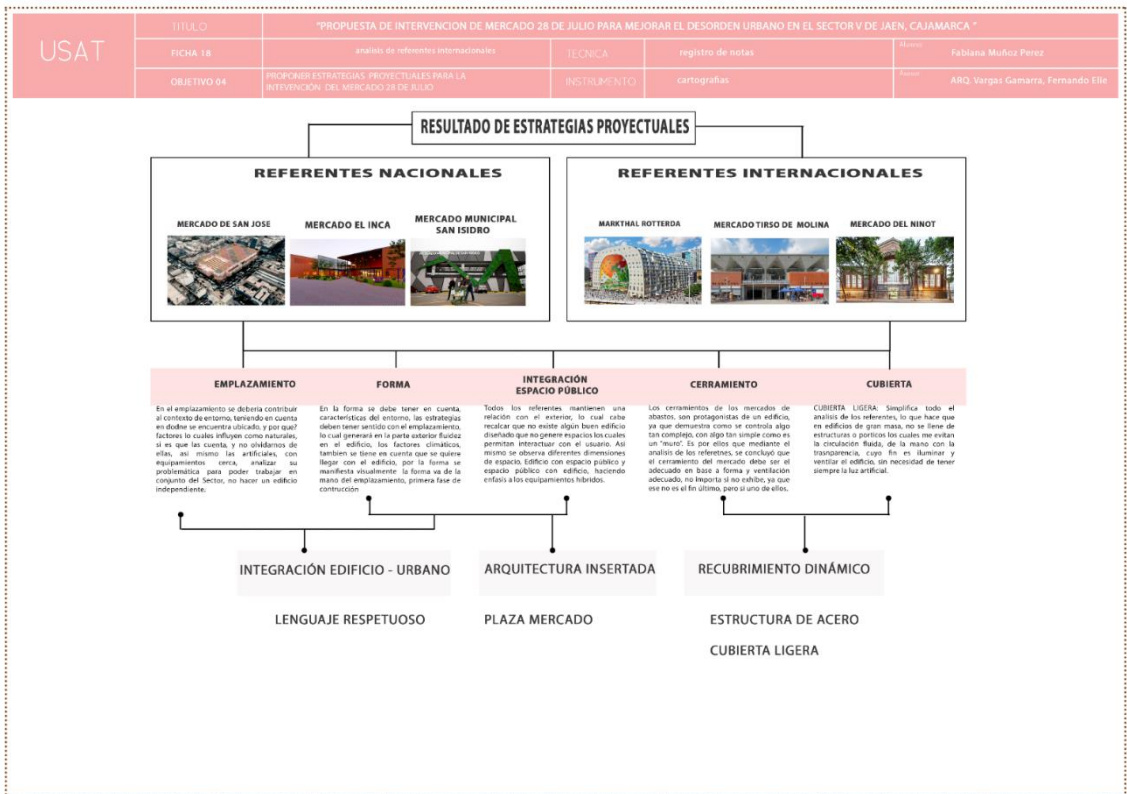 USAT
TITULO
"PROPUESTA DE INTERVENCION DE MERCADO 28 DE JULIO PARA MEJORAR EL DESORDEN URBANO EN EL SECTOR V DE JAEN, CAJAMARCA "
FICHA 18
analisis de referentes internacionales
TECNICA
registro de notas
Fabiana Muñoz Perez
OBJETIVO 04
PROPONER ESTRATEGIAS PROYECTUALES PARA LA
INTEVENCIÓN DEL MERCADO 28 DE JULIO
INSTRUMENTO
cartografias
ARQ. Vargas Gamarra, Fernando Elie
RESULTADO DE ESTRATEGIAS PROYECTUALES
REFERENTES NACIONALES
MERCADO DE SAN JOSE
MERCADO EL INCA
MERCADO MUNICIPAL
SAN ISIDRO
REFERENTES INTERNACIONALES
MARKTHAL ROTTERDA
MERCADO TIRSO DE MOLINA
MERCADO DEL NINOT
EMPLAZAMIENTO
En el emplazamiento se deberia contribuir
al contexto de entorno, teniendo en cuenta
en dodne se encuentra ubicado, y por que?
factores lo cuales influyen como naturales,
si es que las cuenta, y no olvidarnos de
ellas, asi mismo las artificiales, con
equipamientos cerca, analizar su
problemática para poder trabajar en
conjunto del Sector, no hacer un edificio
independiente.
FORMA
En la forma se debe tener en cuenta,
características del entorno, las estrategias
deben tener sentido con el emplazamiento,
lo cual generará en la parte exterior fluidez
en el edificio, los factores climáticos,
tambien se tiene en cuenta que se quiere
llegar con el edificio, por la forma se
manifiesta visualmente la forma va de la
mano del emplazamiento, primera fase de
contrucción
INTEGRACIÓN
ESPACIO PÚBLICO
Todos los referentes mantienen una
relación con el exterior, lo cual cabe
recalcar que no existe algún buen edificio
diseñado que no genere espacios los cuales
permitan interactuar con el usuario. Asi
mismo se observa diferentes dimensiones
de espacio. Edificio con espacio público y
espacio público con edificio, haciendo
enfasis a los equipamientos hibridos.
CERRAMIENTO
Los cerramientos de los mercados de
abastos, son protagonistas de un edificio,
ya que demuestra como se controla algo
tan complejo, con algo tan simple como es
un "muro". Es por ellos que mediante el
analisis de los refereťnes, se concluyó que
el cerramiento del mercado debe ser el
adecuado en base a forma y ventilación
adecuado, no importa si no exhibe, ya que
ese no es el fin último, pero si uno de ellos.
CUBIERTA
CUBIERTA LIGERA: Simplifica todo el
analisis de los referentes, lo que hace que
en edificios de gran masa, no se llene de
estructuras o porticos los cuales me evitan
la circulación fluida, de la mano con la
trasnparencia, cuyo fin es iluminar y
ventilar el edificio, sin necesidad de tener
siempre la luz artificial.
INTEGRACIÓN EDIFICIO - URBANO
ARQUITECTURA INSERTADA
RECUBRIMIENTO DINÁMICO
LENGUAJE RESPETUOSO
PLAZA MERCADO
ESTRUCTURA DE ACERO
CUBIERTA LIGERA